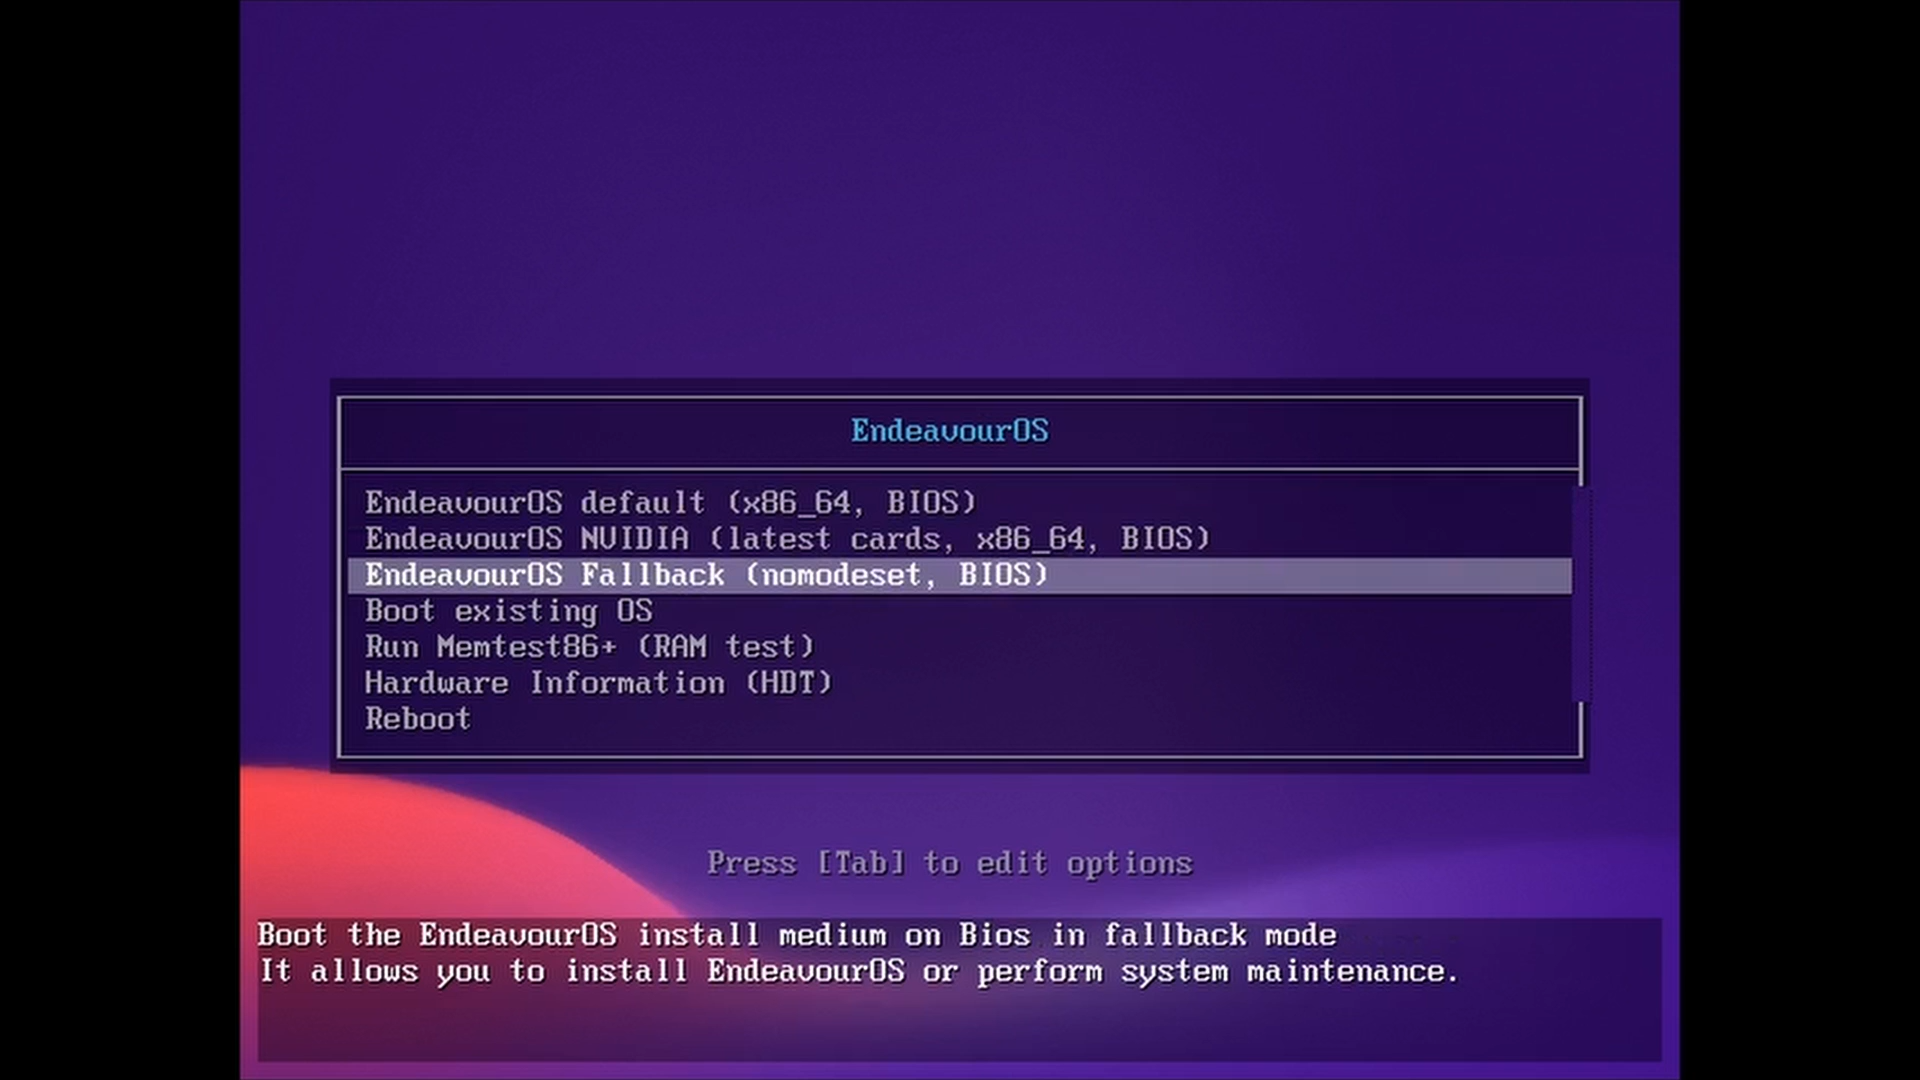 EndeavourOS
EndeavourOS default (x86_64, BIOS)
EndeavourOS NVIDIA (latest cards, x86_64, BIOS)
EndeavourOS Fallback (nomodeset, BIOS)
Boot existing OS
Run Memtest86+ (RAM test)
Hardware Information (HDT)
Reboot
Press [Tab] to edit options
Boot the EndeavourOS install medium on Bios in fallback mode
It allows you to install EndeavourOS or perform system maintenance.